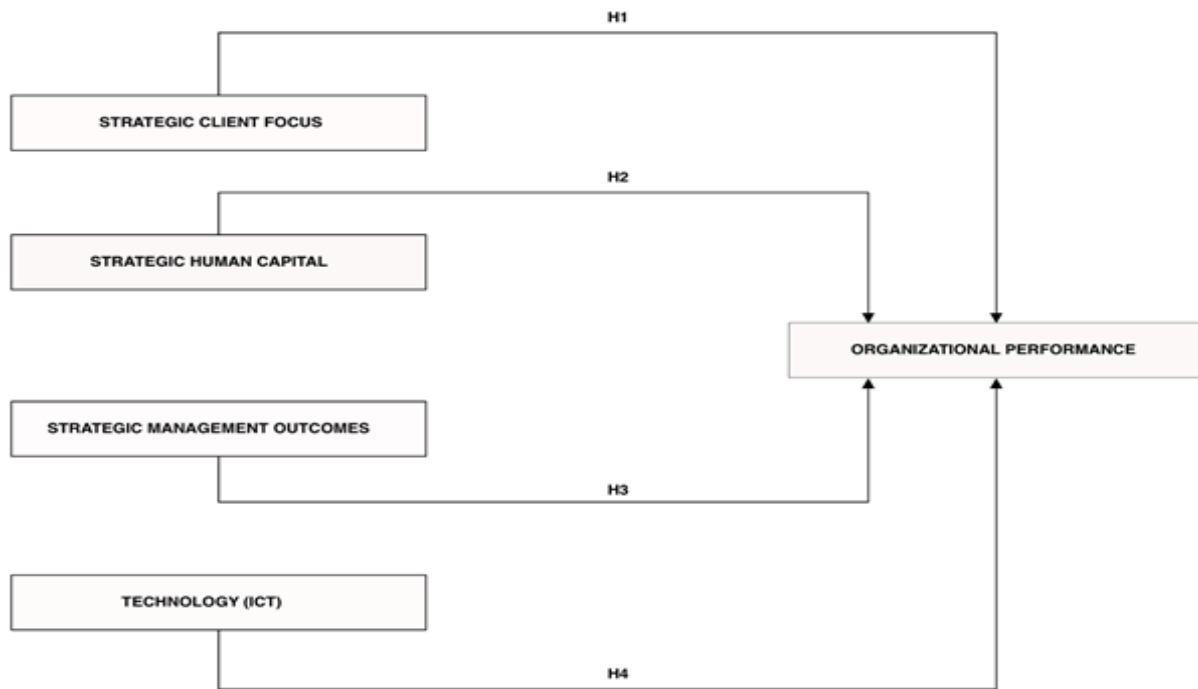 H1
STRATEGIC CLIENT FOCUS
H2
STRATEGIC HUMAN CAPITAL
ORGANIZATIONAL PERFORMANCE
STRATEGIC MANAGEMENT OUTCOMES
H3
TECHNOLOGY (ICT)
H4